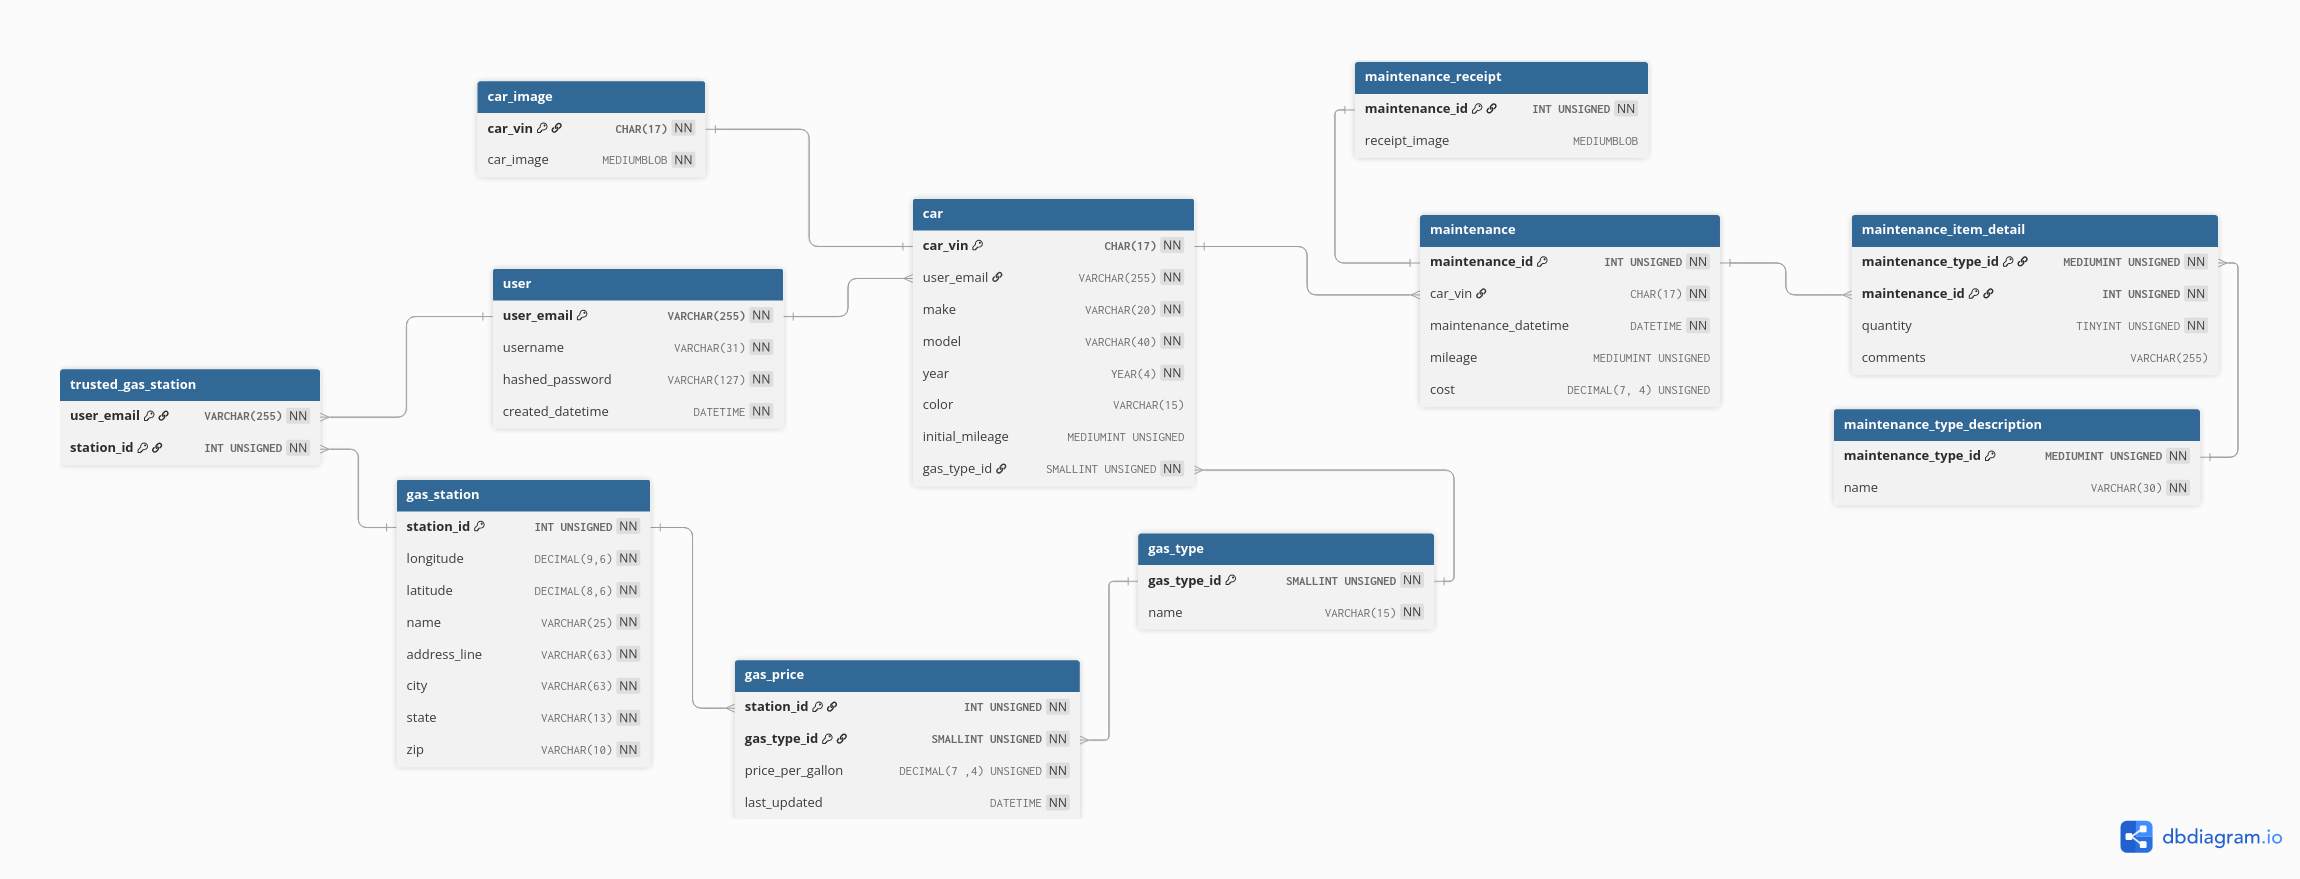 car_image
car_vin CHAR(17) NN
car_image MEDIUMBLOB NN
user
user_email VARCHAR(255) NN
username VARCHAR(31) NN
hashed_password VARCHAR(127) NN
created_datetime DATETIME NN
trusted_gas_station
user_email VARCHAR(255) NN
station_id INT UNSIGNED NN
gas_station
station_id INT UNSIGNED NN
longitude DECIMAL(9,6) NN
latitude DECIMAL(8,6) NN
name VARCHAR(25) NN
address_line VARCHAR(63) NN
city VARCHAR(63) NN
state VARCHAR(13) NN
zip VARCHAR(10) NN
car
car_vin CHAR(17) NN
user_email VARCHAR(255) NN
make VARCHAR(20) NN
model VARCHAR(40) NN
year YEAR(4) NN
color VARCHAR(15)
initial_mileage MEDIUMINT UNSIGNED
gas_type_id SMALLINT UNSIGNED NN
gas_price
station_id INT UNSIGNED NN
gas_type_id SMALLINT UNSIGNED NN
price_per_gallon DECIMAL(7 ,4) UNSIGNED NN
last_updated DATETIME NN
gas_type
gas_type_id SMALLINT UNSIGNED NN
name VARCHAR(15) NN
maintenance_receipt
maintenance_id INT UNSIGNED NN
receipt_image MEDIUMBLOB
maintenance
maintenance_id INT UNSIGNED NN
car_vin CHAR(17) NN
maintenance_datetime DATETIME NN
mileage MEDIUMINT UNSIGNED
cost DECIMAL(7, 4) UNSIGNED
maintenance_item_detail
maintenance_type_id MEDIUMINT UNSIGNED NN
maintenance_id INT UNSIGNED NN
quantity TINYINT UNSIGNED NN
comments VARCHAR(255)
maintenance_type_description
maintenance_type_id MEDIUMINT UNSIGNED NN
name VARCHAR(30) NN
dbdiagram.io